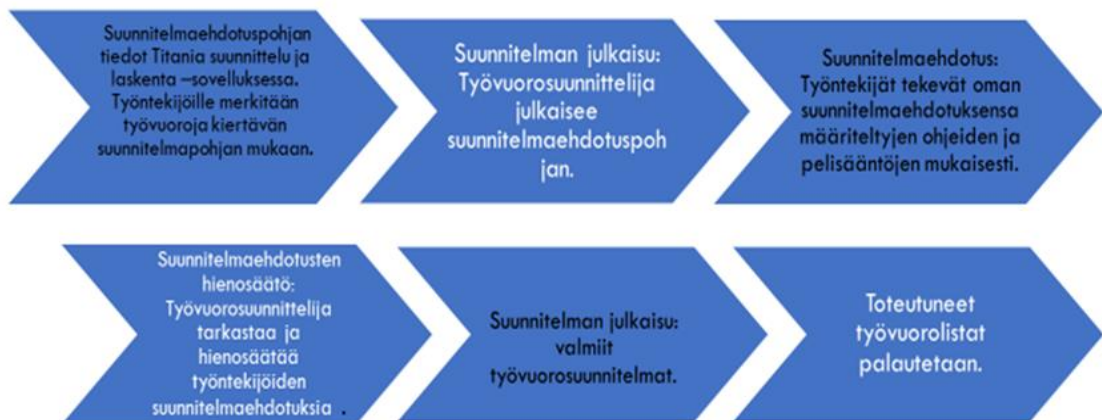 Suunnitelmaehdotuspohjan
tiedot Titania suunnittelu ja
laskenta –sovelluksessa.
Työntekijöille merkitään
työvuoroja kiertävän
suunnitelmapohjan mukaan.
Suunnitelman julkaisu:
Työvuorosuunnittelija
julkaisee
suunnitelmaehdotuspoh
jan.
Suunnitelmaehdotus:
Työntekijät tekevät oman
suunnitelmaehdotuksensa
määriteltyjen ohjeiden ja
pelisääntöjen mukaisesti.
Suunnitelmaehdotusten
hienosäätö:
Työvuorosuunnittelija
tarkastaa ja
hienosäätää
työntekijöiden
suunnitelmaehdotuksia .
Suunnitelman julkaisu:
valmiit
työvuorosuunnitelmat.
Toteutuneet
työvuorolistat
palautetaan.